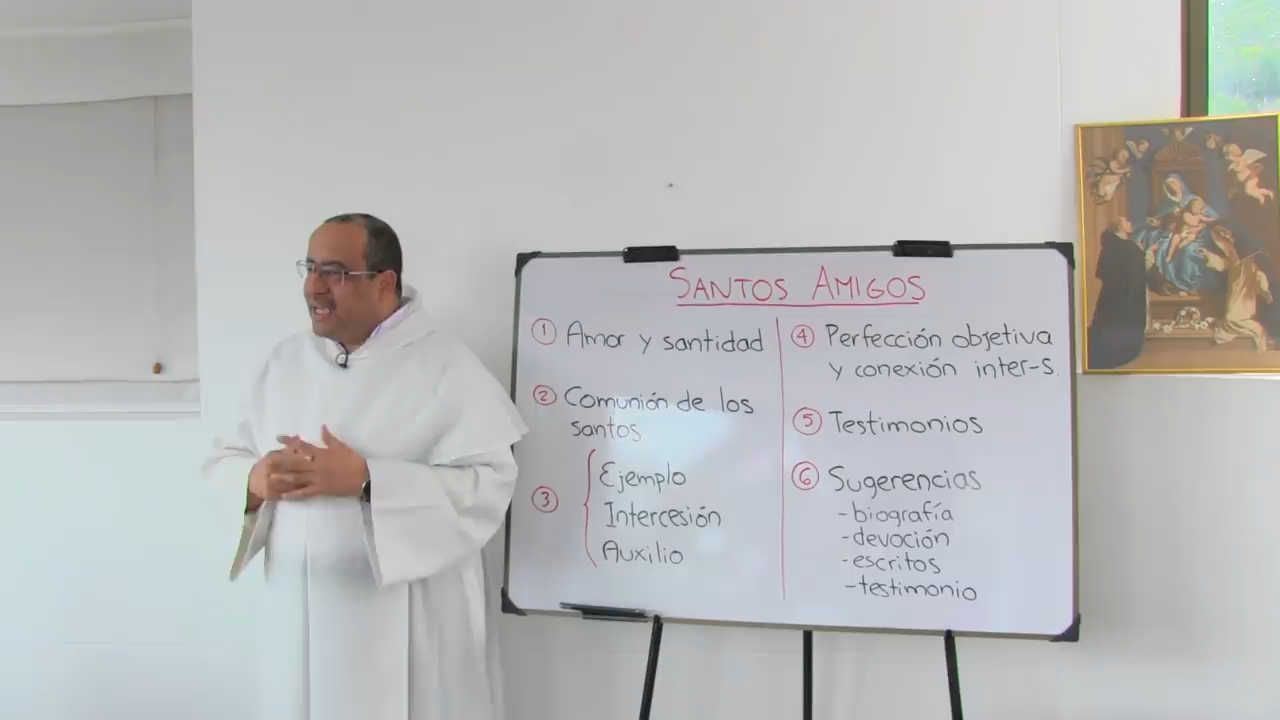 SANTOS AMIGOS
1 Amor y santidad
2 Comunión de los
santos
3 Ejemplo
Intercesión
Auxilio
4 Perfección objetiva
y conexión inter-s.
5 Testimonios
6 Sugerencias
- biografía
- devoción
- escritos
- testimonio